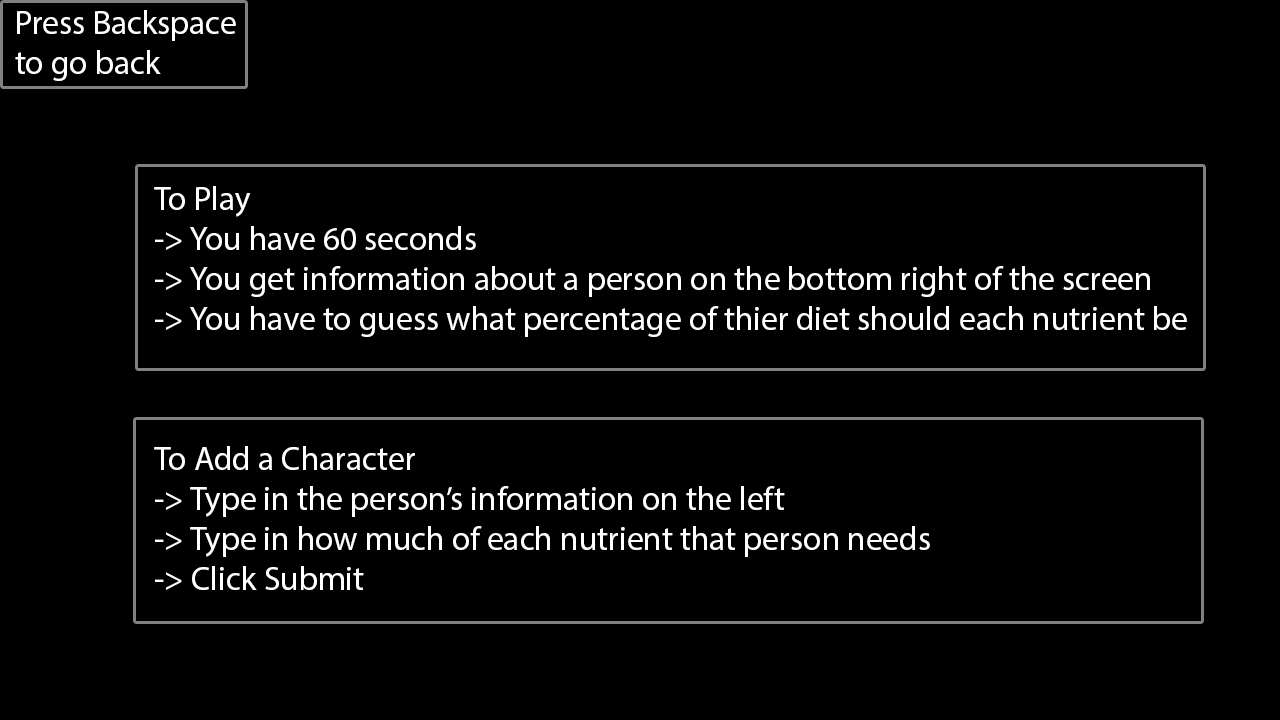 Press Backspace
to go back
To Play
-> You have 60 seconds
-> You get information about a person on the bottom right of the screen
-> You have to guess what percentage of thier diet should each nutrient be
To Add a Character
-> Type in the person’s information on the left
-> Type in how much of each nutrient that person needs
-> Click Submit